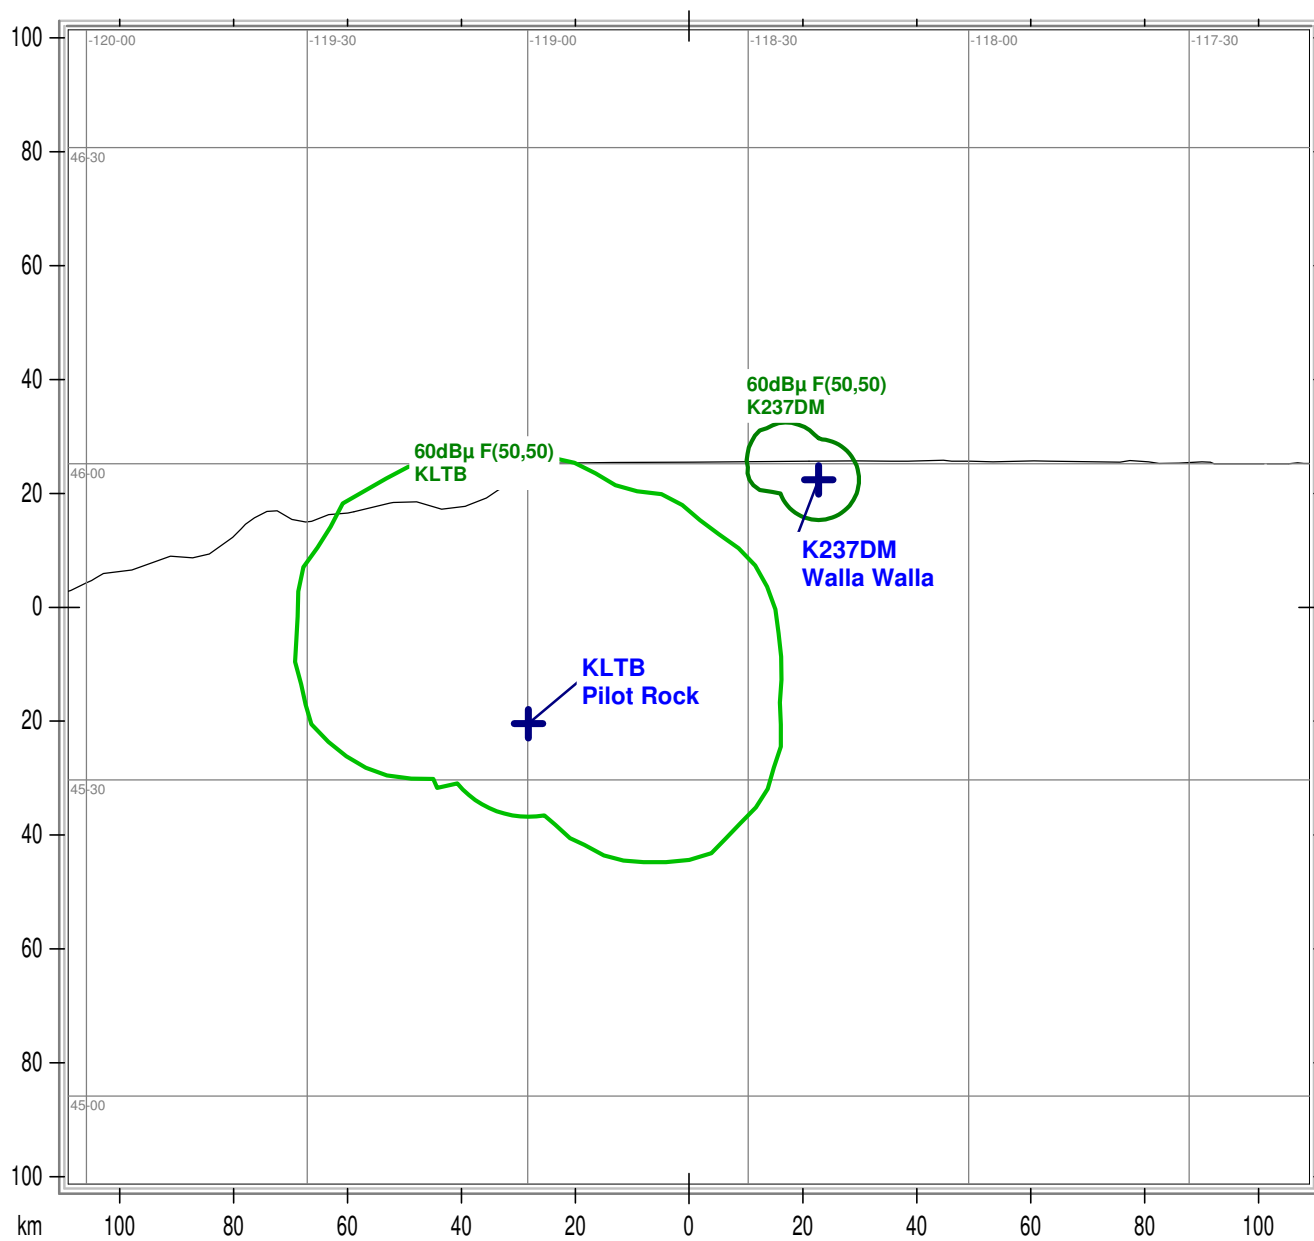 -120-00 -119-30 -119-00 -118-30 -118-00 -117-30
100
80
46-30
60
40
60dBµ F(50,50)
K237DM
60dBµ F(50,50)
KLTB
46-00
20
K237DM
Walla Walla
0
KLTB
Pilot Rock
20
45-30
40
60
80
45-00
100
km 100 80 60 40 20 0 20 40 60 80 100